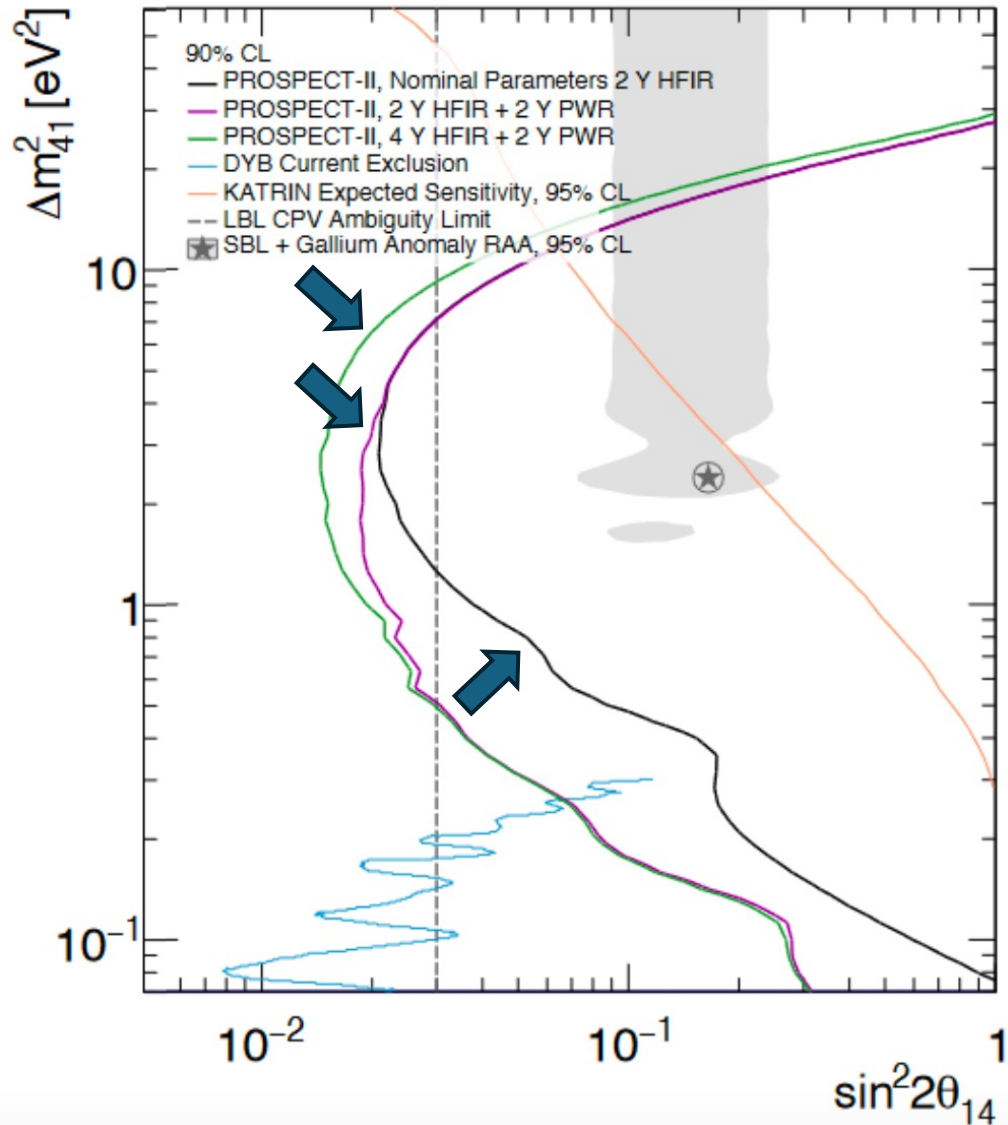 Δm²₄₁ [eV²]
90% CL
PROSPECT-II, Nominal Parameters 2 Y HFIR
PROSPECT-II, 2 Y HFIR + 2 Y PWR
PROSPECT-II, 4 Y HFIR + 2 Y PWR
DYB Current Exclusion
KATRIN Expected Sensitivity, 95% CL
LBL CPV Ambiguity Limit
SBL + Gallium Anomaly RAA, 95% CL
10
1
10⁻¹
10⁻² 10⁻¹ 1
sin²2θ₁₄